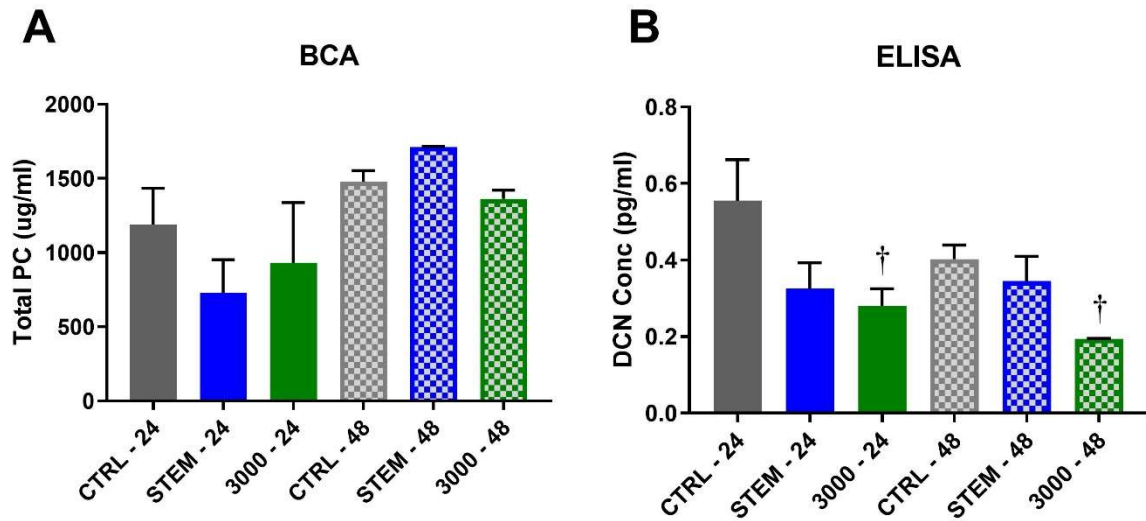 A
BCA
Total PC (ug/ml)
2000
1500
1000
500
0
CTRL - 24
STEM - 24
3000 - 24
CTRL - 48
STEM - 48
3000 - 48
B
ELISA
DCN Conc (pg/ml)
0.8
0.6
0.4
0.2
0.0
†
†
CTRL - 24
STEM - 24
3000 - 24
CTRL - 48
STEM - 48
3000 - 48